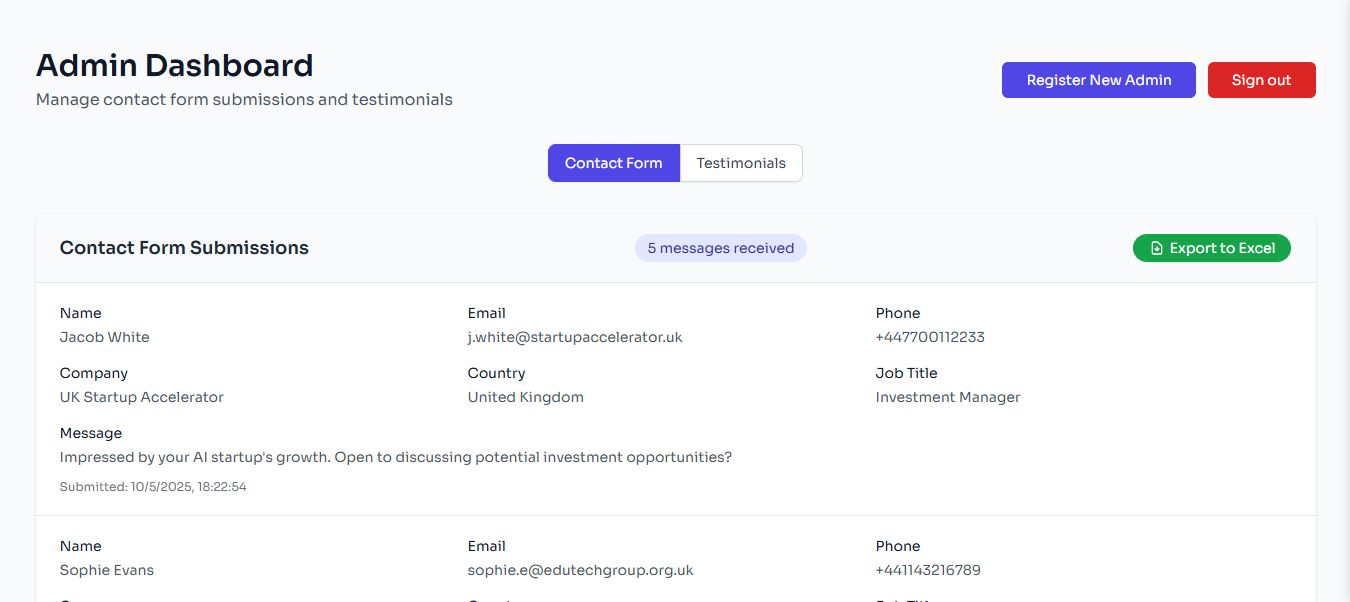 Admin Dashboard
Manage contact form submissions and testimonials
Register New Admin
Sign out
Contact Form
Testimonials
Contact Form Submissions
5 messages received
Export to Excel
Name
Email
Phone
Jacob White
j.white@startupaccelerator.uk
+447700112233
Company
Country
Job Title
UK Startup Accelerator
United Kingdom
Investment Manager
Message
Impressed by your AI startup's growth. Open to discussing potential investment opportunities?
Submitted: 10/5/2025, 18:22:54
Name
Email
Phone
Sophie Evans
sophie.e@edutechgroup.org.uk
+441143216789